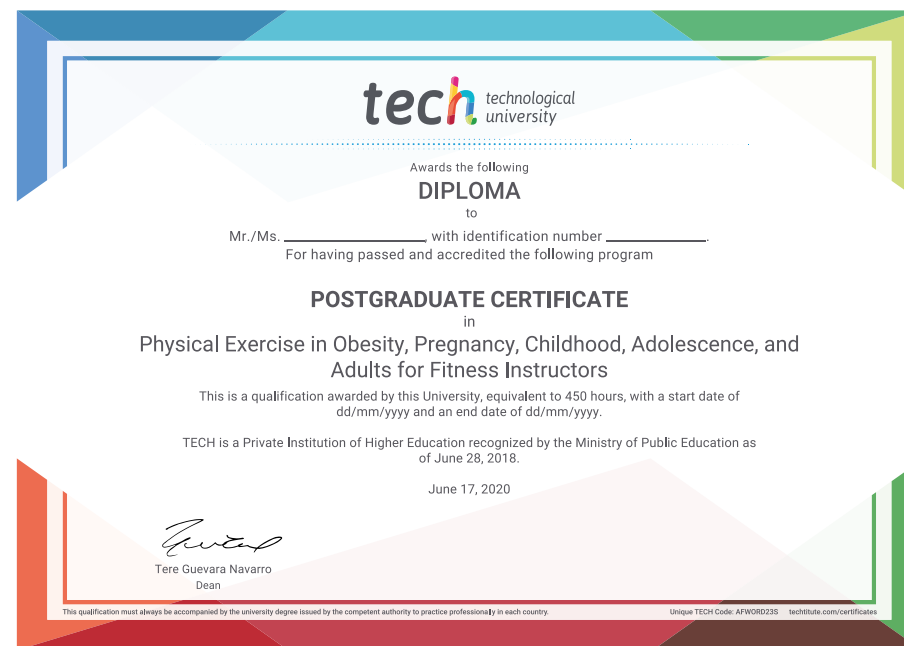 tech technological
university
Awards the following
DIPLOMA
to
Mr./Ms. ____________________, with identification number ______________.
For having passed and accredited the following program
POSTGRADUATE CERTIFICATE
in
Physical Exercise in Obesity, Pregnancy, Childhood, Adolescence, and
Adults for Fitness Instructors
This is a qualification awarded by this University, equivalent to 450 hours, with a start date of
dd/mm/yyyy and an end date of dd/mm/yyyy.
TECH is a Private Institution of Higher Education recognized by the Ministry of Public Education as
of June 28, 2018.
June 17, 2020
Tere Guevara Navarro
Dean
This qualification must always be accompanied by the university degree issued by the competent authority to practice professionally in each country.
Unique TECH Code: AFWORD23S techtitute.com/certificates